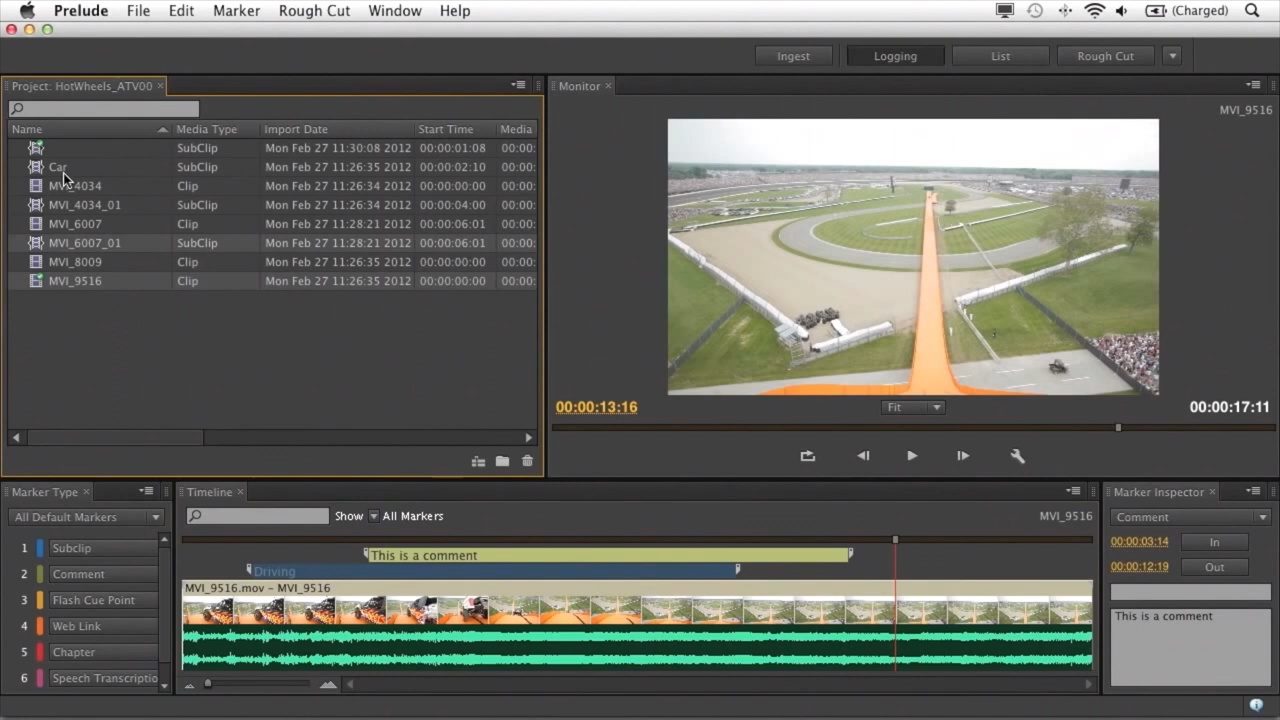 Prelude File Edit Marker Rough Cut Window Help (Charged)
Ingest Logging List Rough Cut
Project: HotWheels_ATV00
Name Media Type Import Date Start Time Media
SubClip Mon Feb 27 11:30:08 2012 00:00:01:08 00:00:
Car SubClip Mon Feb 27 11:26:35 2012 00:00:02:10 00:00:
MVI_4034 Clip Mon Feb 27 11:26:35 2012 00:00:00:00 00:00:
MVI_4034_01 SubClip Mon Feb 27 11:26:34 2012 00:00:04:00 00:00:
MVI_6007 Clip Mon Feb 27 11:28:21 2012 00:00:06:01 00:00:
MVI_6007_01 SubClip Mon Feb 27 11:28:21 2012 00:00:06:01 00:00:
MVI_8009 Clip Mon Feb 27 11:26:35 2012 00:00:00:00 00:00:
MVI_9516 Clip Mon Feb 27 11:26:35 2012 00:00:00:00 00:00:
Monitor
MVI_9516
00:00:13:16 Fit 00:00:17:11
Marker Type
All Default Markers
1 Subclip
2 Comment
3 Flash Cue Point
4 Web Link
5 Chapter
6 Speech Transcriptio
Timeline
Show All Markers MVI_9516
This is a comment
Driving
MVI_9516.mov – MVI_9516
Marker Inspector
Comment
00:00:03:14 In
00:00:12:19 Out
This is a comment